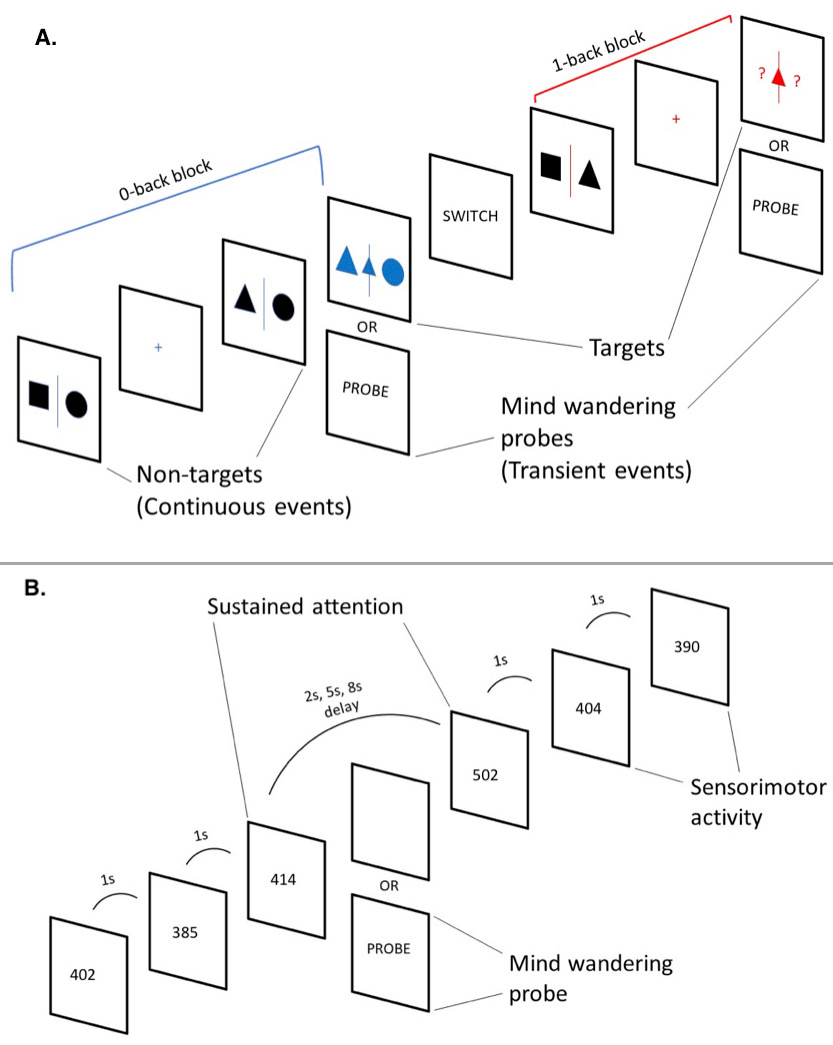 A.
0-back block
1-back block
+
SWITCH
+
? ?
OR
PROBE
OR
PROBE
Targets
Mind wandering
probes
(Transient events)
Non-targets
(Continuous events)
B.
Sustained attention
1s
1s
2s, 5s, 8s
delay
1s
1s
402
385
414
OR
PROBE
502
404
390
Sensorimotor
activity
Mind wandering
probe